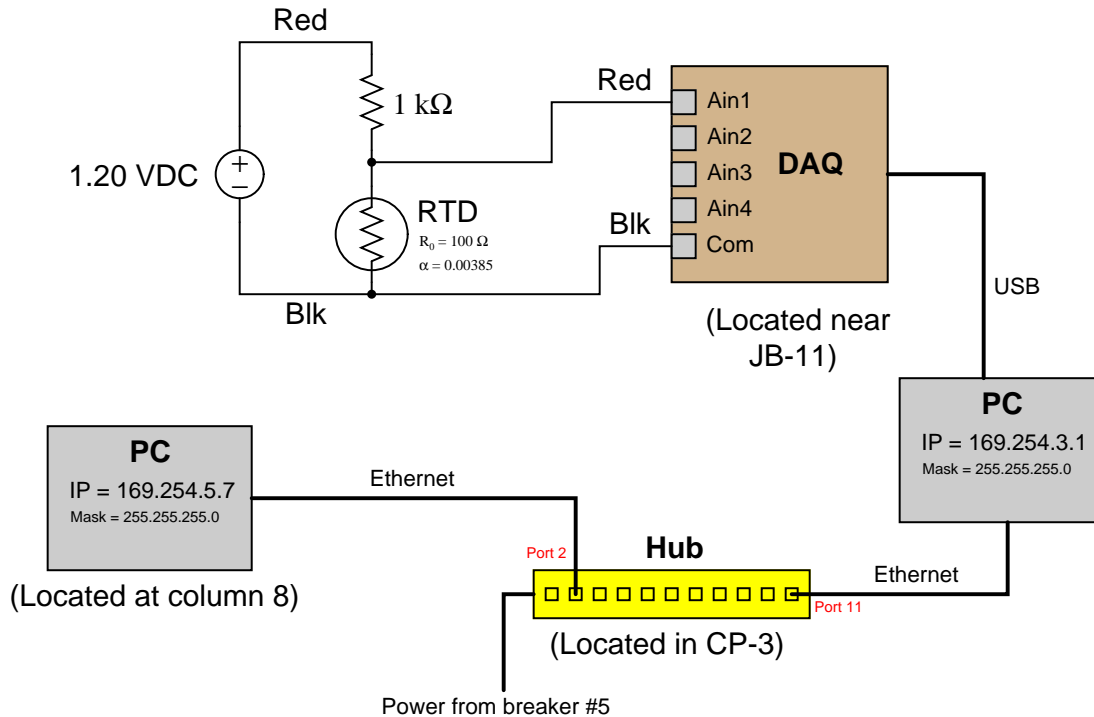 Red
1 kΩ
1.20 VDC
+
−
RTD
R0 = 100 Ω
α = 0.00385
Blk
Red
Blk
Ain1
Ain2
Ain3
Ain4
Com
DAQ
(Located near
JB-11)
USB
PC
IP = 169.254.3.1
Mask = 255.255.255.0
PC
IP = 169.254.5.7
Mask = 255.255.255.0
(Located at column 8)
Ethernet
Port 2
Hub
Ethernet
Port 11
(Located in CP-3)
Power from breaker #5